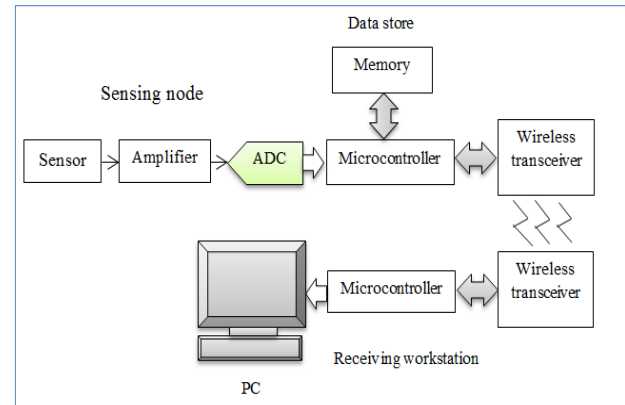 Data store
Memory
Sensing node
Sensor
Amplifier
ADC
Microcontroller
Wireless
transceiver
Microcontroller
Wireless
transceiver
Receiving workstation
PC